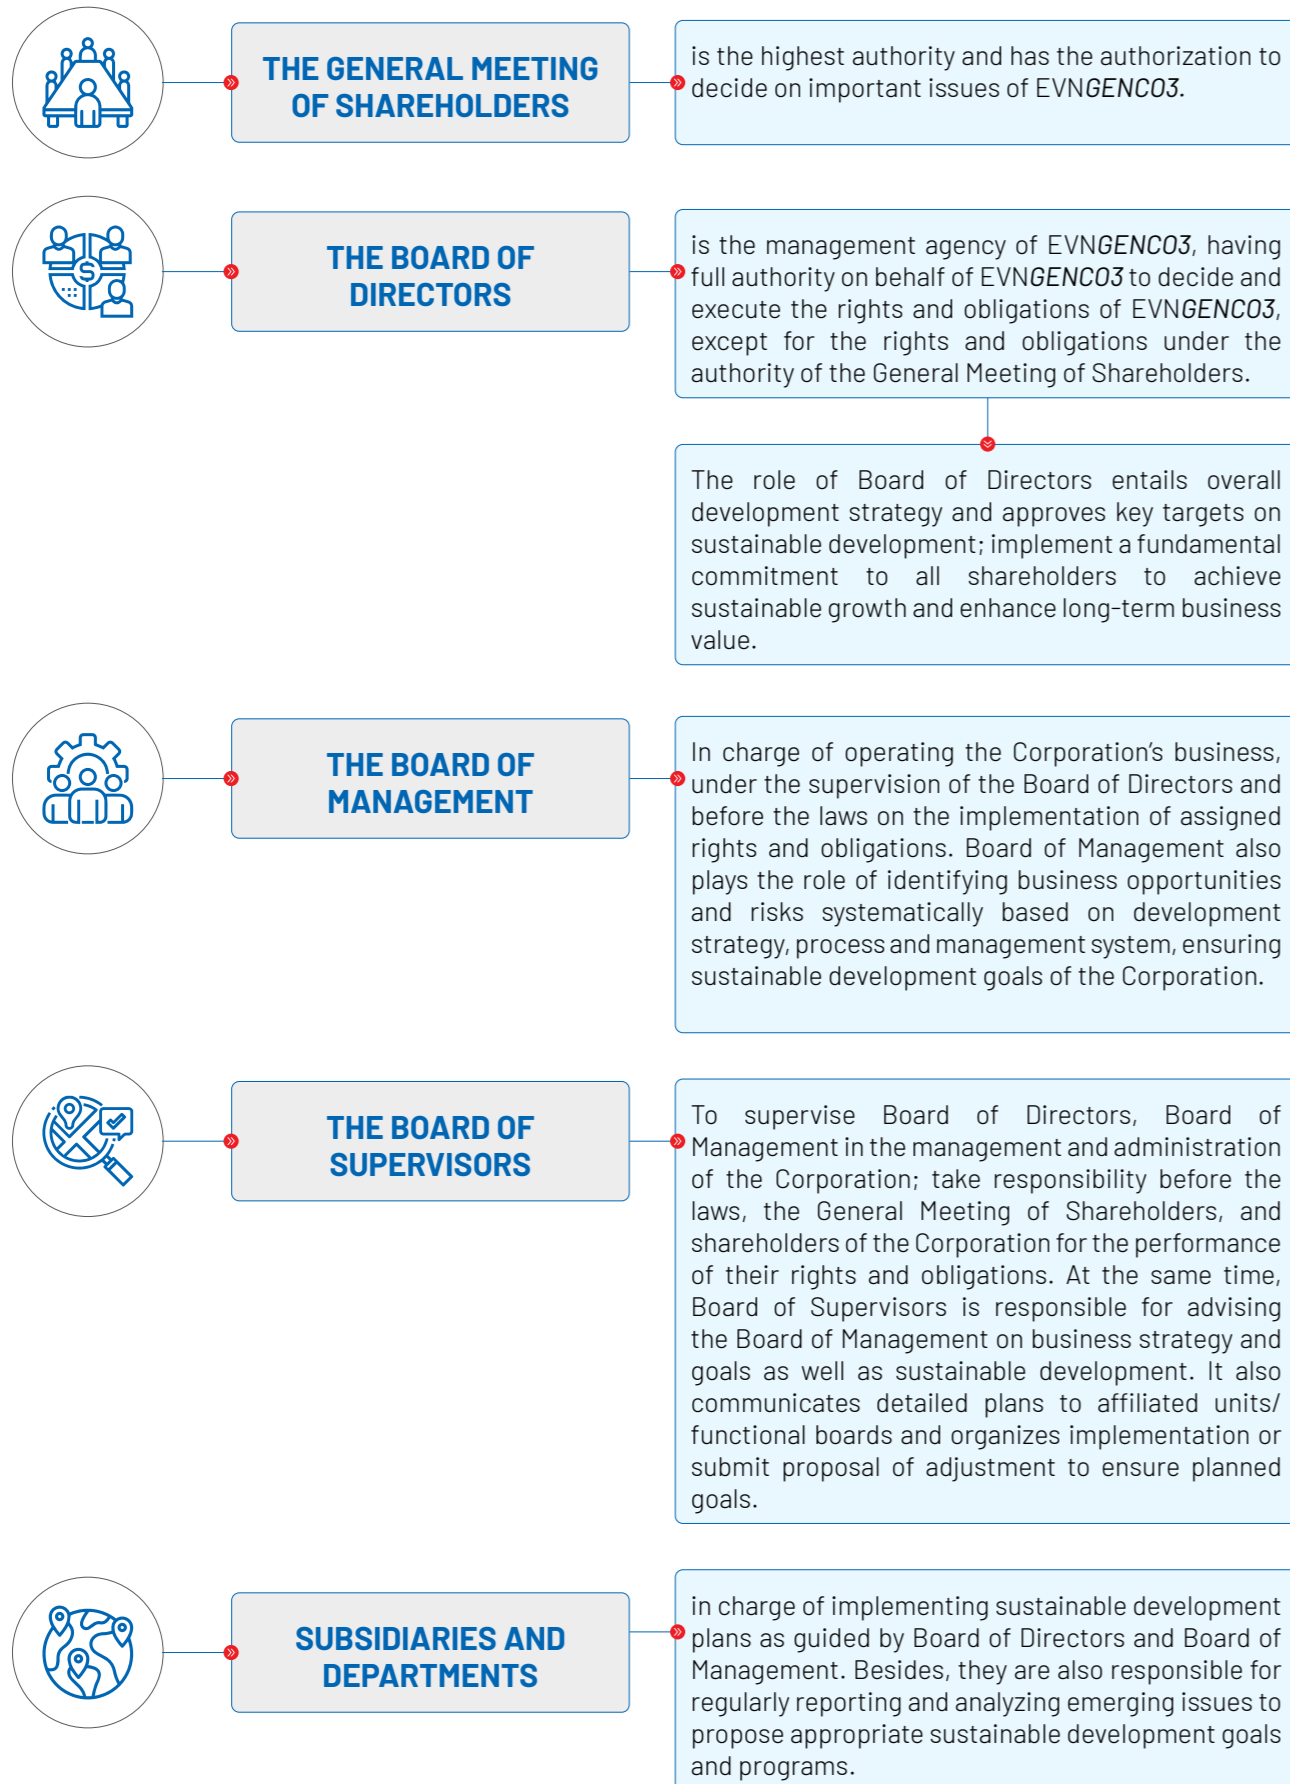 THE GENERAL MEETING
OF SHAREHOLDERS
is the highest authority and has the authorization to
decide on important issues of EVNGENCO3.
THE BOARD OF
DIRECTORS
is the management agency of EVNGENCO3, having
full authority on behalf of EVNGENCO3 to decide and
execute the rights and obligations of EVNGENCO3,
except for the rights and obligations under the
authority of the General Meeting of Shareholders.
The role of Board of Directors entails overall
development strategy and approves key targets on
sustainable development; implement a fundamental
commitment to all shareholders to achieve
sustainable growth and enhance long-term business
value.
THE BOARD OF
MANAGEMENT
In charge of operating the Corporation's business,
under the supervision of the Board of Directors and
before the laws on the implementation of assigned
rights and obligations. Board of Management also
plays the role of identifying business opportunities
and risks systematically based on development
strategy, process and management system, ensuring
sustainable development goals of the Corporation.
THE BOARD OF
SUPERVISORS
To supervise Board of Directors, Board of
Management in the management and administration
of the Corporation; take responsibility before the
laws, the General Meeting of Shareholders, and
shareholders of the Corporation for the performance
of their rights and obligations. At the same time,
Board of Supervisors is responsible for advising
the Board of Management on business strategy and
goals as well as sustainable development. It also
communicates detailed plans to affiliated units/
functional boards and organizes implementation or
submit proposal of adjustment to ensure planned
goals.
SUBSIDIARIES AND
DEPARTMENTS
in charge of implementing sustainable development
plans as guided by Board of Directors and Board of
Management. Besides, they are also responsible for
regularly reporting and analyzing emerging issues to
propose appropriate sustainable development goals
and programs.